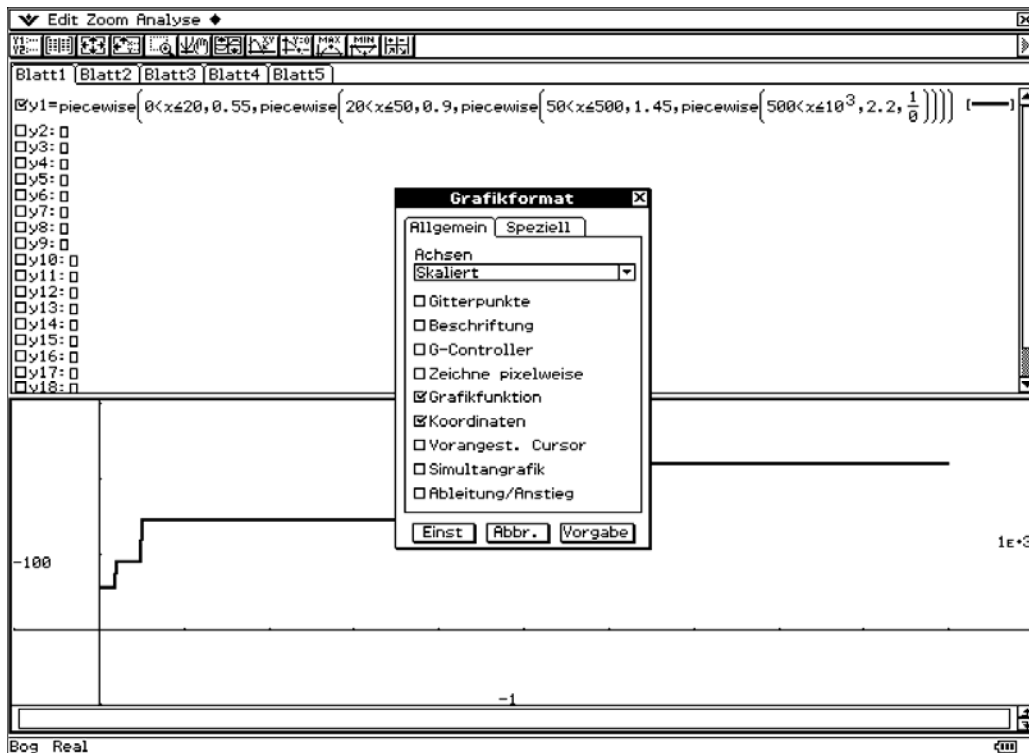 Edit Zoom Analyse ◆
Blatt1 Blatt2 Blatt3 Blatt4 Blatt5
y1=piecewise(0<x≤20,0.55,piecewise(20<x≤50,0.9,piecewise(50<x≤500,1.45,piecewise(500<x≤10^3,2.2,1/0))))
y2:
y3:
y4:
y5:
y6:
y7:
y8:
y9:
y10:
y11:
y12:
y13:
y14:
y15:
y16:
y17:
y18:
Grafikformat
Allgemein Speziell
Achsen
Skaliert
Gitterpunkte
Beschriftung
G-Controller
Zeichne pixelweise
Grafikfunktion
Koordinaten
Vorangest. Cursor
Simultangrafik
Ableitung/Anstieg
Einst Abbr. Vorgabe
-100
1E+3
-1
Bog Real